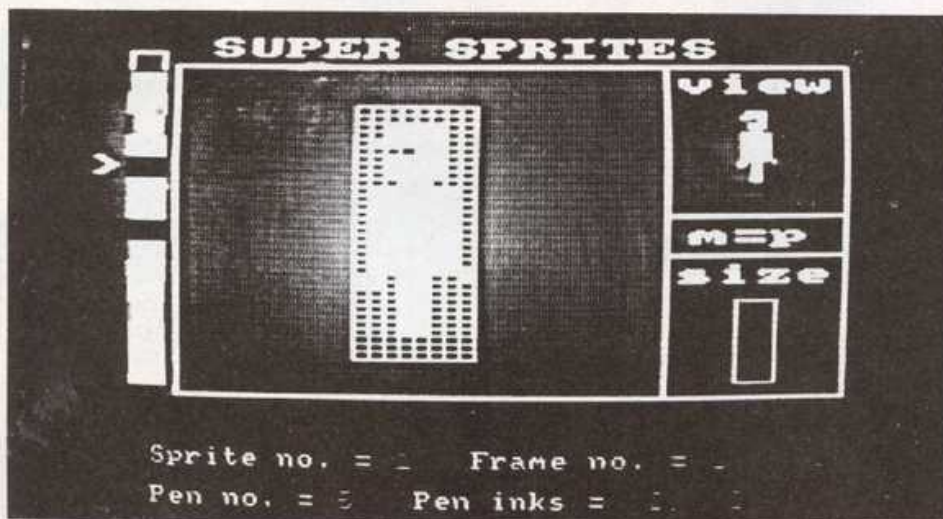 SUPER SPRITES
view
m=p
size
Sprite no. = Frame no. =
Pen no. = Pen inks =